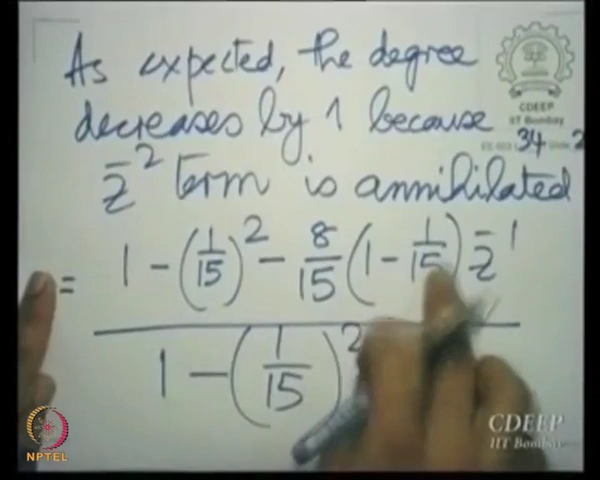 As expected, the degree
CDEEP
IIT Bombay
decreases by 1 because
34
z̄² term is annihilated
= 1 - (1/15)² - 8/15 (1 - 1/15) z̄¹
1 - (1/15)²
CDEEP
IIT Bombay
NPTEL